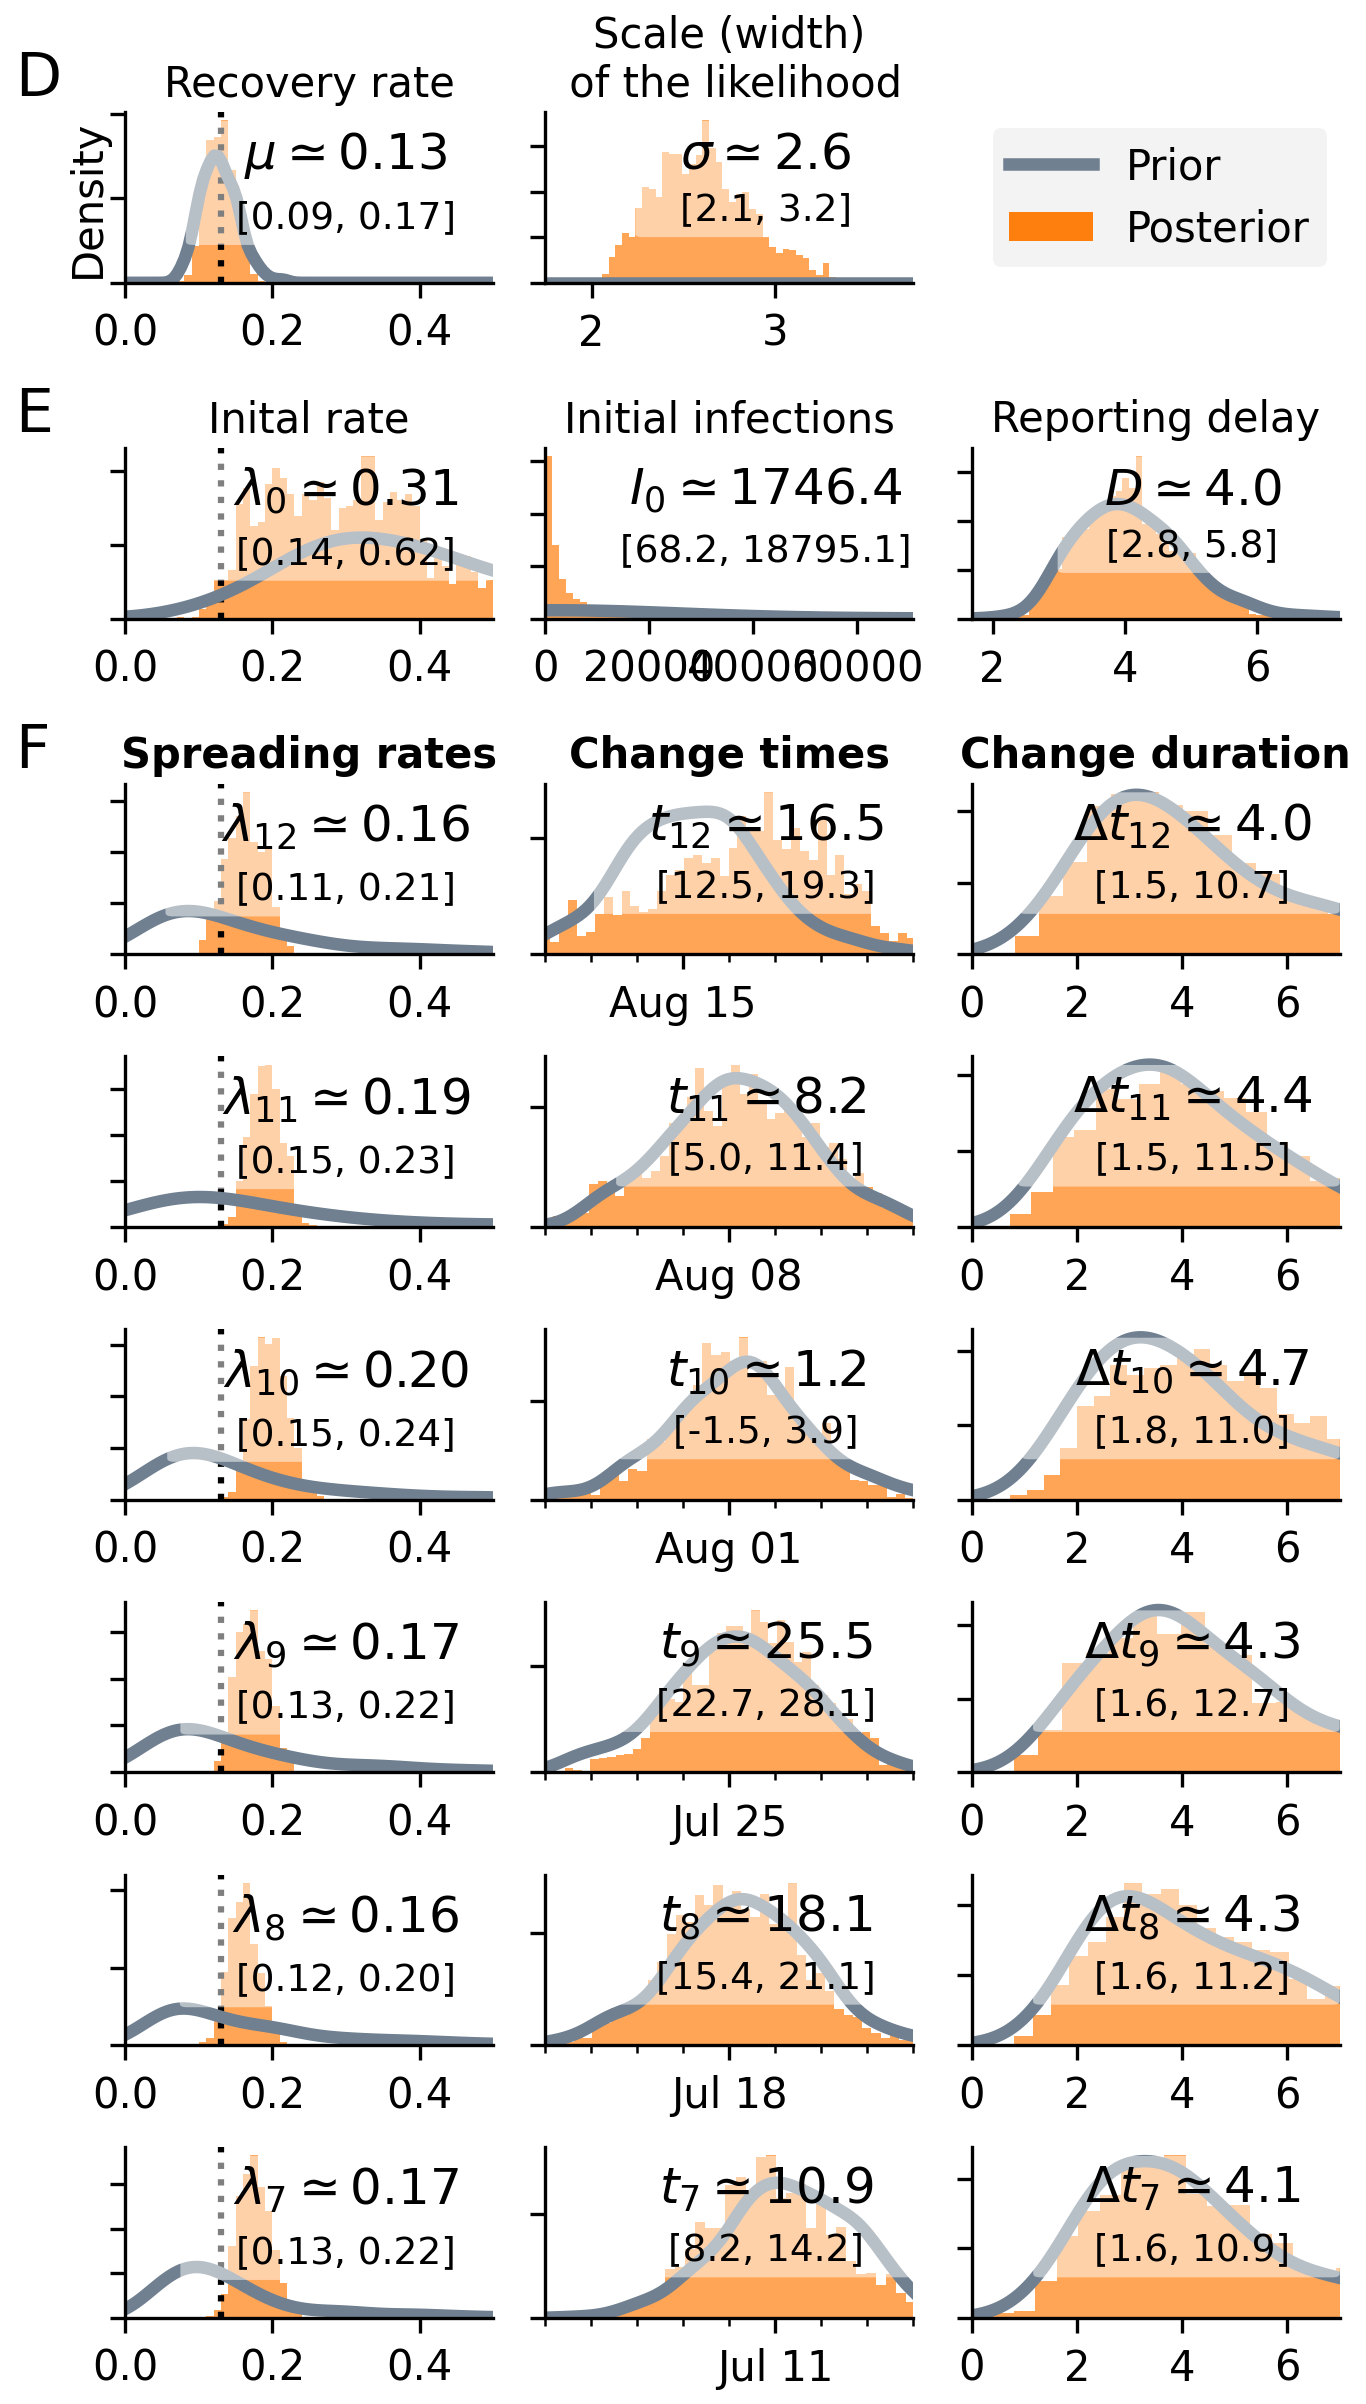 D
Recovery rate
Scale (width)
of the likelihood
Density
μ ≃ 0.13
[0.09, 0.17]
0.0 0.2 0.4
σ ≃ 2.6
[2.1, 3.2]
2 3
Prior
Posterior
E
Inital rate
Initial infections
Reporting delay
λ0 ≃ 0.31
[0.14, 0.62]
0.0 0.2 0.4
I0 ≃ 1746.4
[68.2, 18795.1]
0 20000 40000 60000
D ≃ 4.0
[2.8, 5.8]
2 4 6
F
Spreading rates
Change times
Change duration
λ12 ≃ 0.16
[0.11, 0.21]
0.0 0.2 0.4
t12 ≃ 16.5
[12.5, 19.3]
Aug 15
Δt12 ≃ 4.0
[1.5, 10.7]
0 2 4 6
λ11 ≃ 0.19
[0.15, 0.23]
0.0 0.2 0.4
t11 ≃ 8.2
[5.0, 11.4]
Aug 08
Δt11 ≃ 4.4
[1.5, 11.5]
0 2 4 6
λ10 ≃ 0.20
[0.15, 0.24]
0.0 0.2 0.4
t10 ≃ 1.2
[-1.5, 3.9]
Aug 01
Δt10 ≃ 4.7
[1.8, 11.0]
0 2 4 6
λ9 ≃ 0.17
[0.13, 0.22]
0.0 0.2 0.4
t9 ≃ 25.5
[22.7, 28.1]
Jul 25
Δt9 ≃ 4.3
[1.6, 12.7]
0 2 4 6
λ8 ≃ 0.16
[0.12, 0.20]
0.0 0.2 0.4
t8 ≃ 18.1
[15.4, 21.1]
Jul 18
Δt8 ≃ 4.3
[1.6, 11.2]
0 2 4 6
λ7 ≃ 0.17
[0.13, 0.22]
0.0 0.2 0.4
t7 ≃ 10.9
[8.2, 14.2]
Jul 11
Δt7 ≃ 4.1
[1.6, 10.9]
0 2 4 6